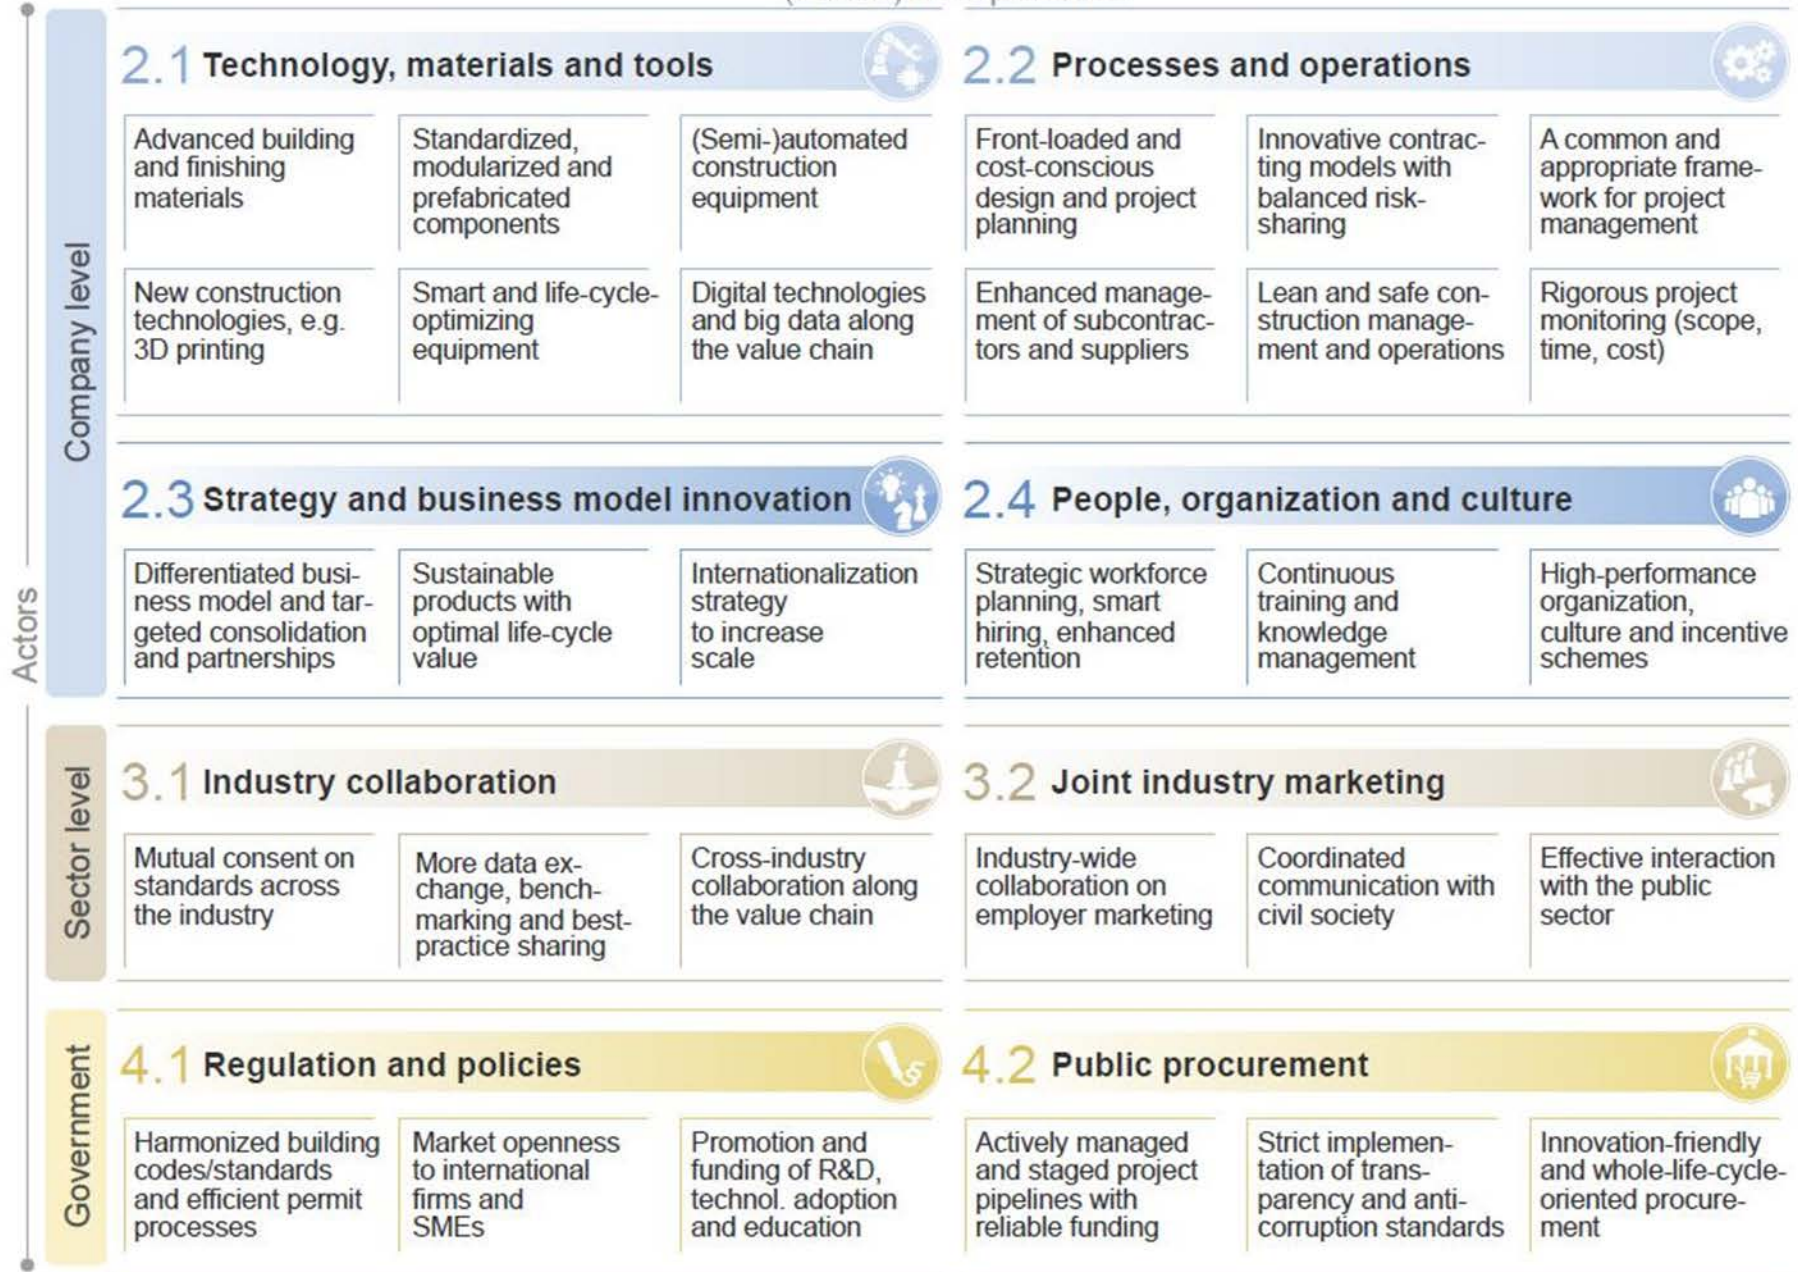 Actors
Company level
2.1 Technology, materials and tools
Advanced building
and finishing
materials
Standardized,
modularized and
prefabricated
components
(Semi-)automated
construction
equipment
New construction
technologies, e.g.
3D printing
Smart and life-cycle-
optimizing
equipment
Digital technologies
and big data along
the value chain
2.2 Processes and operations
Front-loaded and
cost-conscious
design and project
planning
Innovative contrac-
ting models with
balanced risk-
sharing
A common and
appropriate frame-
work for project
management
Enhanced manage-
ment of subcontrac-
tors and suppliers
Lean and safe con-
struction manage-
ment and operations
Rigorous project
monitoring (scope,
time, cost)
2.3 Strategy and business model innovation
Differentiated busi-
ness model and tar-
geted consolidation
and partnerships
Sustainable
products with
optimal life-cycle
value
Internationalization
strategy
to increase
scale
2.4 People, organization and culture
Strategic workforce
planning, smart
hiring, enhanced
retention
Continuous
training and
knowledge
management
High-performance
organization,
culture and incentive
schemes
Sector level
3.1 Industry collaboration
Mutual consent on
standards across
the industry
More data ex-
change, bench-
marking and best-
practice sharing
Cross-industry
collaboration along
the value chain
3.2 Joint industry marketing
Industry-wide
collaboration on
employer marketing
Coordinated
communication with
civil society
Effective interaction
with the public
sector
Government
4.1 Regulation and policies
Harmonized building
codes/standards
and efficient permit
processes
Market openness
to international
firms and
SMEs
Promotion and
funding of R&D,
technol. adoption
and education
4.2 Public procurement
Actively managed
and staged project
pipelines with
reliable funding
Strict implemen-
tation of trans-
parency and anti-
corruption standards
Innovation-friendly
and whole-life-cycle-
oriented procure-
ment